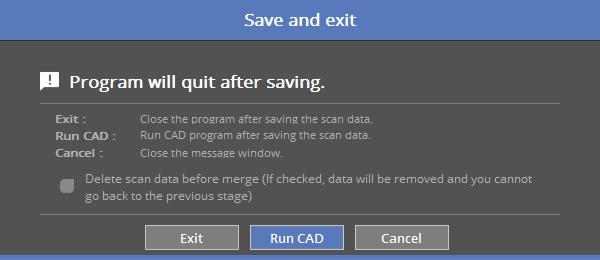 Save and exit
Program will quit after saving.
Exit : Close the program after saving the scan data.
Run CAD : Run CAD program after saving the scan data.
Cancel : Close the message window.
Delete scan data before merge (If checked, data will be removed and you cannot
go back to the previous stage)
Exit Run CAD Cancel